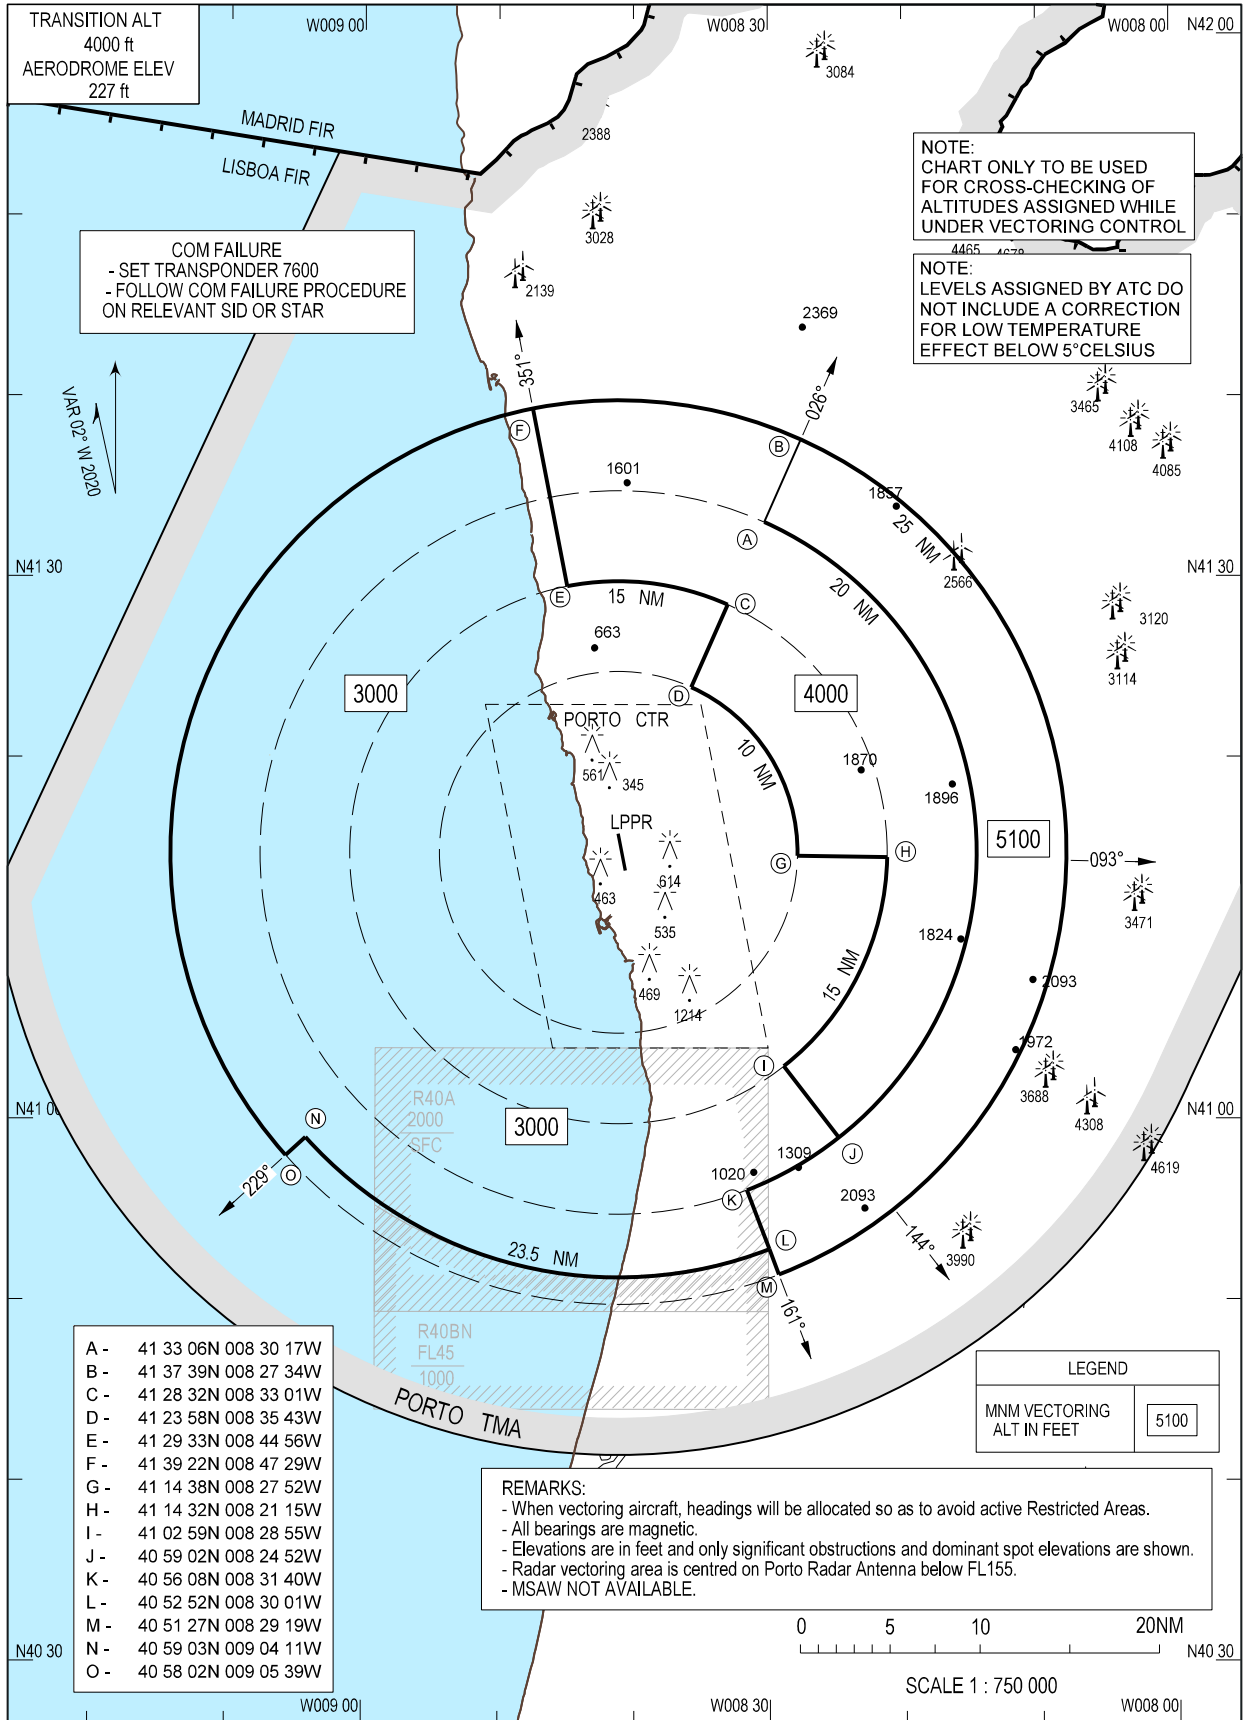 TRANSITION ALT
4000 ft
AERODROME ELEV
227 ft
W009 00
W008 30
W008 00
N42 00
3084
MADRID FIR
LISBOA FIR
2388
NOTE:
CHART ONLY TO BE USED
FOR CROSS-CHECKING OF
ALTITUDES ASSIGNED WHILE
UNDER VECTORING CONTROL
4465 4678
3028
COM FAILURE
- SET TRANSPONDER 7600
- FOLLOW COM FAILURE PROCEDURE
ON RELEVANT SID OR STAR
2139
NOTE:
LEVELS ASSIGNED BY ATC DO
NOT INCLUDE A CORRECTION
FOR LOW TEMPERATURE
EFFECT BELOW 5°CELSIUS
2369
VAR 02° W 2020
351°
026°
3465
4108
4085
F
B
1601
1857
25 NM
A
2566
N41 30
N41 30
E
15 NM
C
20 NM
3120
663
3114
3000
D
4000
PORTO CTR
10 NM
561
345
1870
1896
LPPR
5100
G
H
093°
463
614
3471
535
1824
469
1214
15 NM
2093
1972
I
3688
R40A
2000
SFC
4308
N41 00
N41 00
N
3000
J
4619
O
229°
1020
1309
K
2093
144°
3990
23.5 NM
L
M
161°
R40BN
FL45
1000
PORTO TMA
A - 41 33 06N 008 30 17W
B - 41 37 39N 008 27 34W
C - 41 28 32N 008 33 01W
D - 41 23 58N 008 35 43W
E - 41 29 33N 008 44 56W
F - 41 39 22N 008 47 29W
G - 41 14 38N 008 27 52W
H - 41 14 32N 008 21 15W
I - 41 02 59N 008 28 55W
J - 40 59 02N 008 24 52W
K - 40 56 08N 008 31 40W
L - 40 52 52N 008 30 01W
M - 40 51 27N 008 29 19W
N - 40 59 03N 009 04 11W
O - 40 58 02N 009 05 39W
LEGEND
MNM VECTORING
ALT IN FEET
5100
REMARKS:
- When vectoring aircraft, headings will be allocated so as to avoid active Restricted Areas.
- All bearings are magnetic.
- Elevations are in feet and only significant obstructions and dominant spot elevations are shown.
- Radar vectoring area is centred on Porto Radar Antenna below FL155.
- MSAW NOT AVAILABLE.
0 5 10 20NM
N40 30
N40 30
SCALE 1 : 750 000
W009 00
W008 30
W008 00